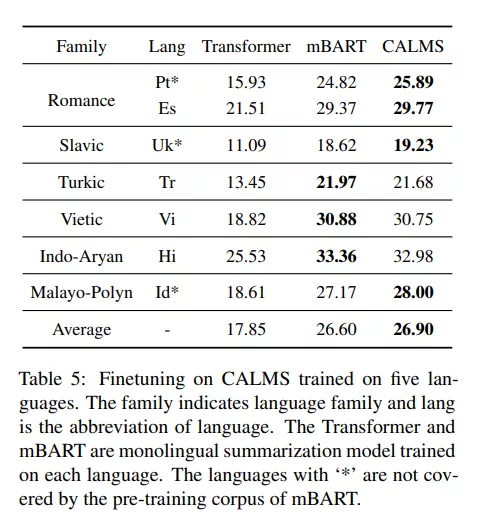 Family Lang Transformer mBART CALMS
Romance Pt* 15.93 24.82 25.89
Es 21.51 29.37 29.77
Slavic Uk* 11.09 18.62 19.23
Turkic Tr 13.45 21.97 21.68
Vietic Vi 18.82 30.88 30.75
Indo-Aryan Hi 25.53 33.36 32.98
Malayo-Polyn Id* 18.61 27.17 28.00
Average - 17.85 26.60 26.90
Table 5: Finetuning on CALMS trained on five lan-
guages. The family indicates language family and lang
is the abbreviation of language. The Transformer and
mBART are monolingual summarization model trained
on each language. The languages with ‘*’ are not cov-
ered by the pre-training corpus of mBART.